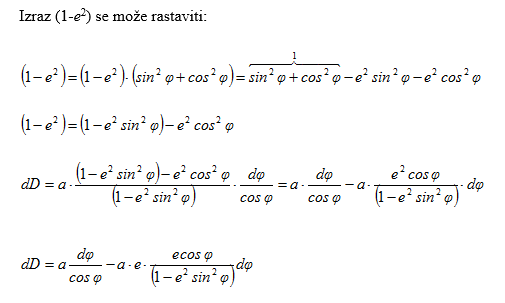 Izraz (1-e²) se može rastaviti:
1
(1−e²)=(1−e²)·(sin² φ+cos² φ)=sin² φ+cos² φ−e² sin² φ−e² cos² φ
(1−e²)=(1−e² sin² φ)−e² cos² φ
dD = a · ((1−e² sin² φ)−e² cos² φ)/((1−e² sin² φ)) · dφ/cos φ = a · dφ/cos φ − a · (e² cos φ)/((1−e² sin² φ)) · dφ
dD = a dφ/cos φ − a · e · (e cos φ)/((1−e² sin² φ)) dφ